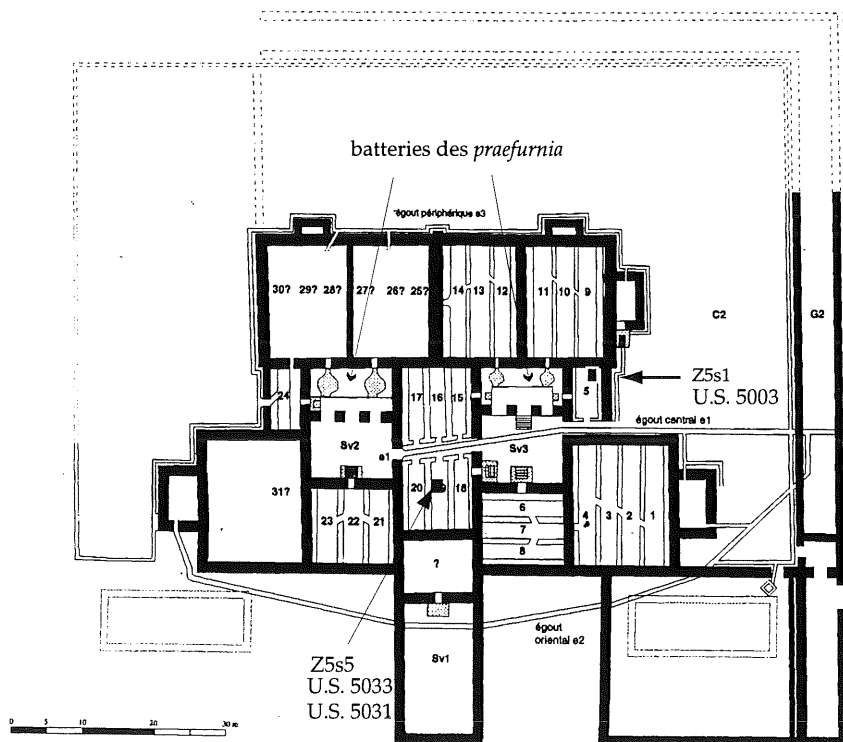 batteries des praefurnia
égout périphérique e3
30? 29? 28? 27? 26? 25? 14 13 12 11 10 9
C2 G2
Z5s1
U.S. 5003
24 17 16 15 5
égout central e1
Sv2 e1 Sv3
31? 20 18
23 22 21 6 4 3 2 1
7
8
?
égout
oriental e2
Sv1
Z5s5
U.S. 5033
U.S. 5031
0 5 10 20 30 m